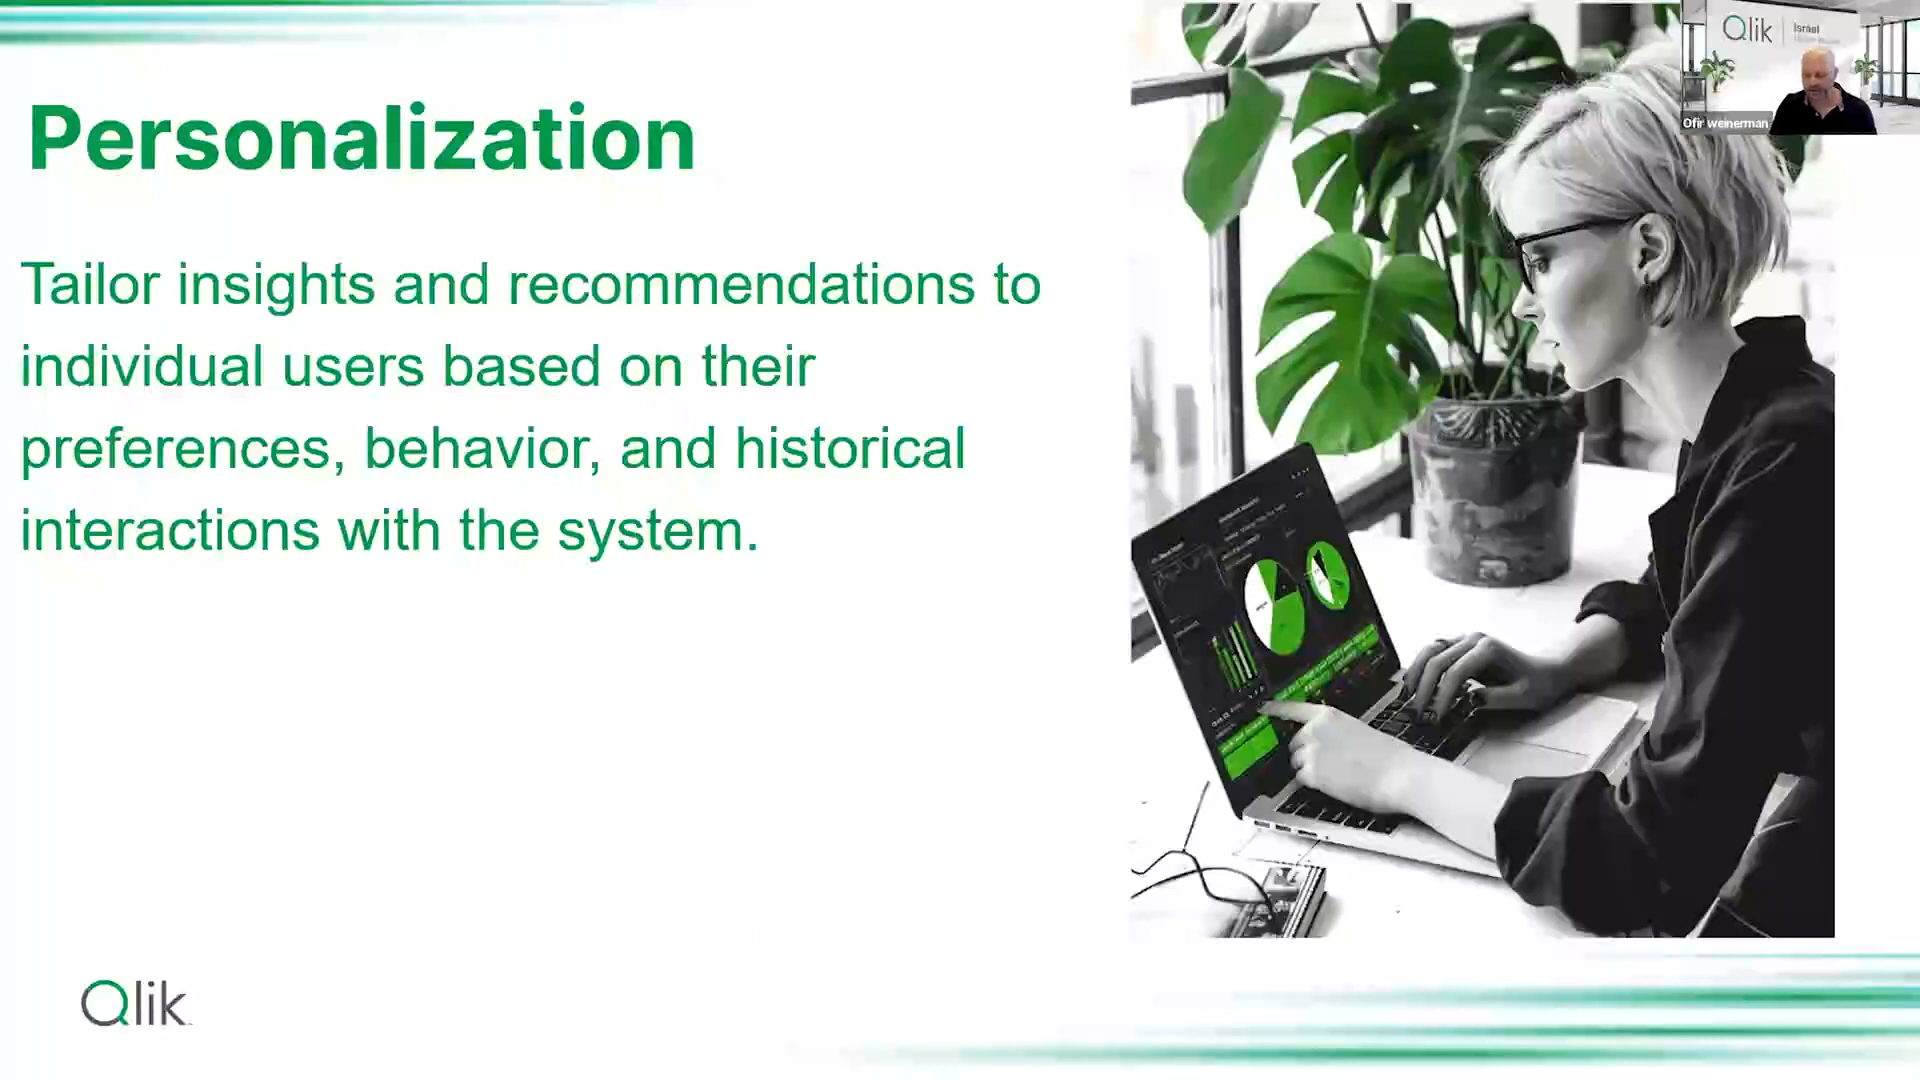 Personalization
Tailor insights and recommendations to
individual users based on their
preferences, behavior, and historical
interactions with the system.
Qlik
Qlik
Israel
Ofir weinerman